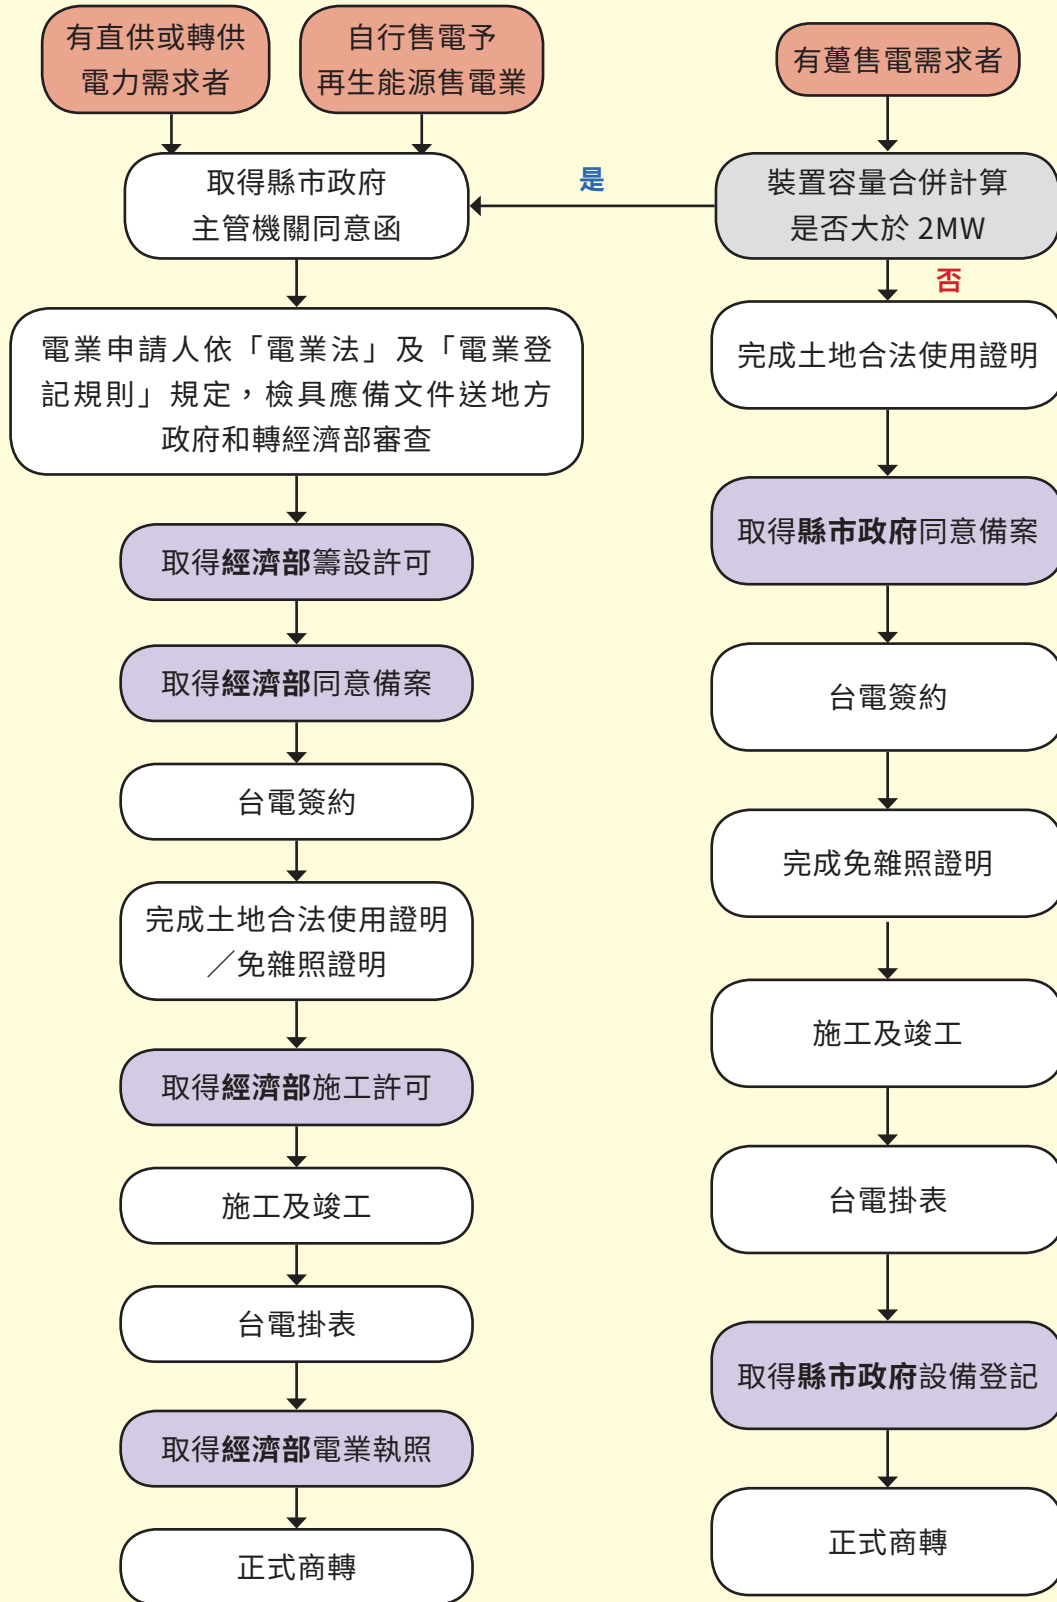 有直供或轉供
電力需求者
自行售電予
再生能源售電業
有躉售電需求者
取得縣市政府
主管機關同意函
是
裝置容量合併計算
是否大於 2MW
否
電業申請人依「電業法」及「電業登
記規則」規定，檢具應備文件送地方
政府和轉經濟部審查
取得經濟部籌設許可
取得經濟部同意備案
台電簽約
完成土地合法使用證明
／免雜照證明
取得經濟部施工許可
施工及竣工
台電掛表
取得經濟部電業執照
正式商轉
完成土地合法使用證明
取得縣市政府同意備案
台電簽約
完成免雜照證明
施工及竣工
台電掛表
取得縣市政府設備登記
正式商轉